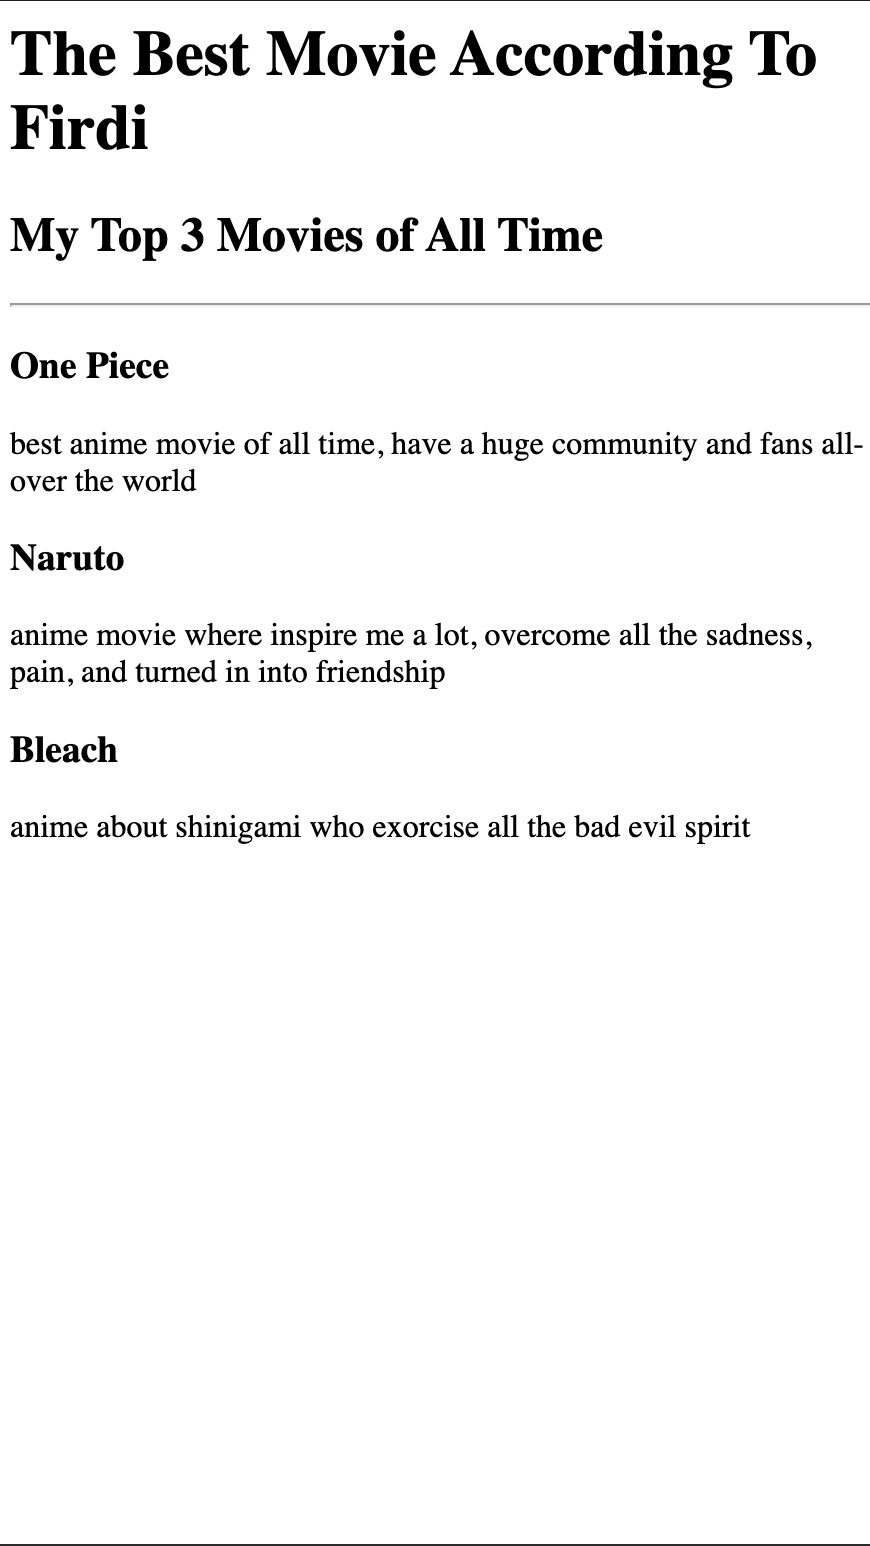 The Best Movie According To
Firdi
My Top 3 Movies of All Time
One Piece
best anime movie of all time, have a huge community and fans all-
over the world
Naruto
anime movie where inspire me a lot, overcome all the sadness,
pain, and turned in into friendship
Bleach
anime about shinigami who exorcise all the bad evil spirit